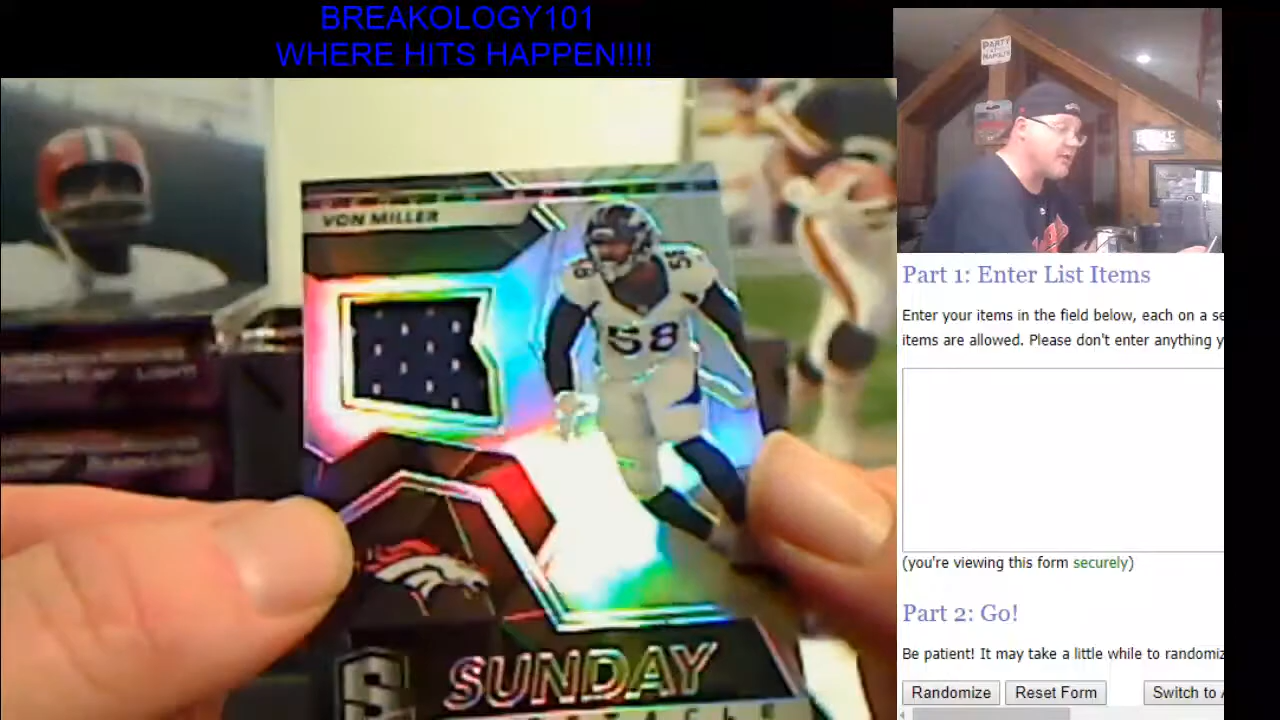 BREAKOLOGY101
WHERE HITS HAPPEN!!!!
VON MILLER
58
58
SUNDAY
Part 1: Enter List Items
Enter your items in the field below, each on a se
items are allowed. Please don't enter anything y
(you're viewing this form securely)
Part 2: Go!
Be patient! It may take a little while to randomiz
Randomize
Reset Form
Switch to